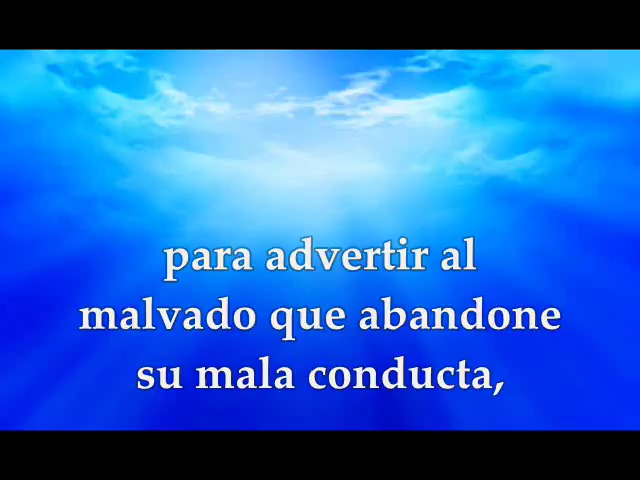 para advertir al
malvado que abandone
su mala conducta,